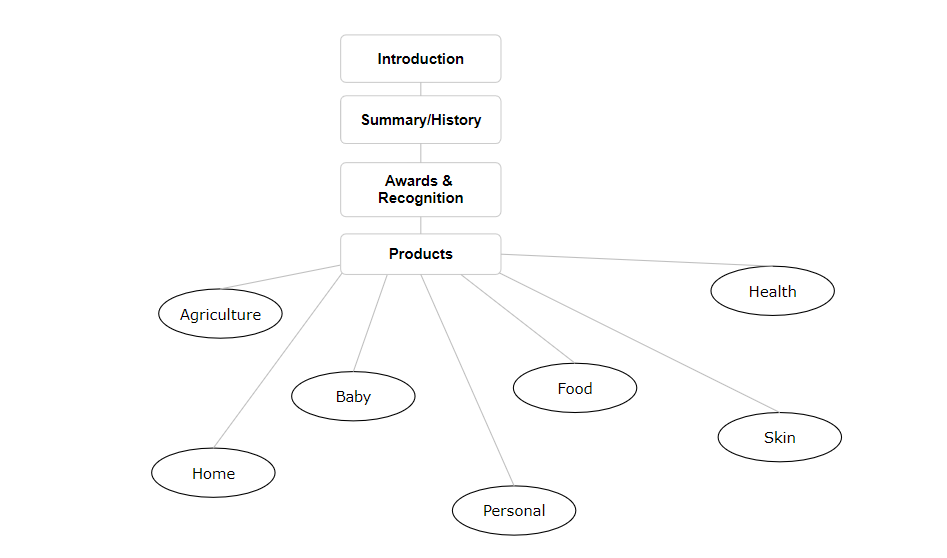 Introduction
Summary/History
Awards &
Recognition
Products
Agriculture
Health
Baby
Food
Skin
Home
Personal